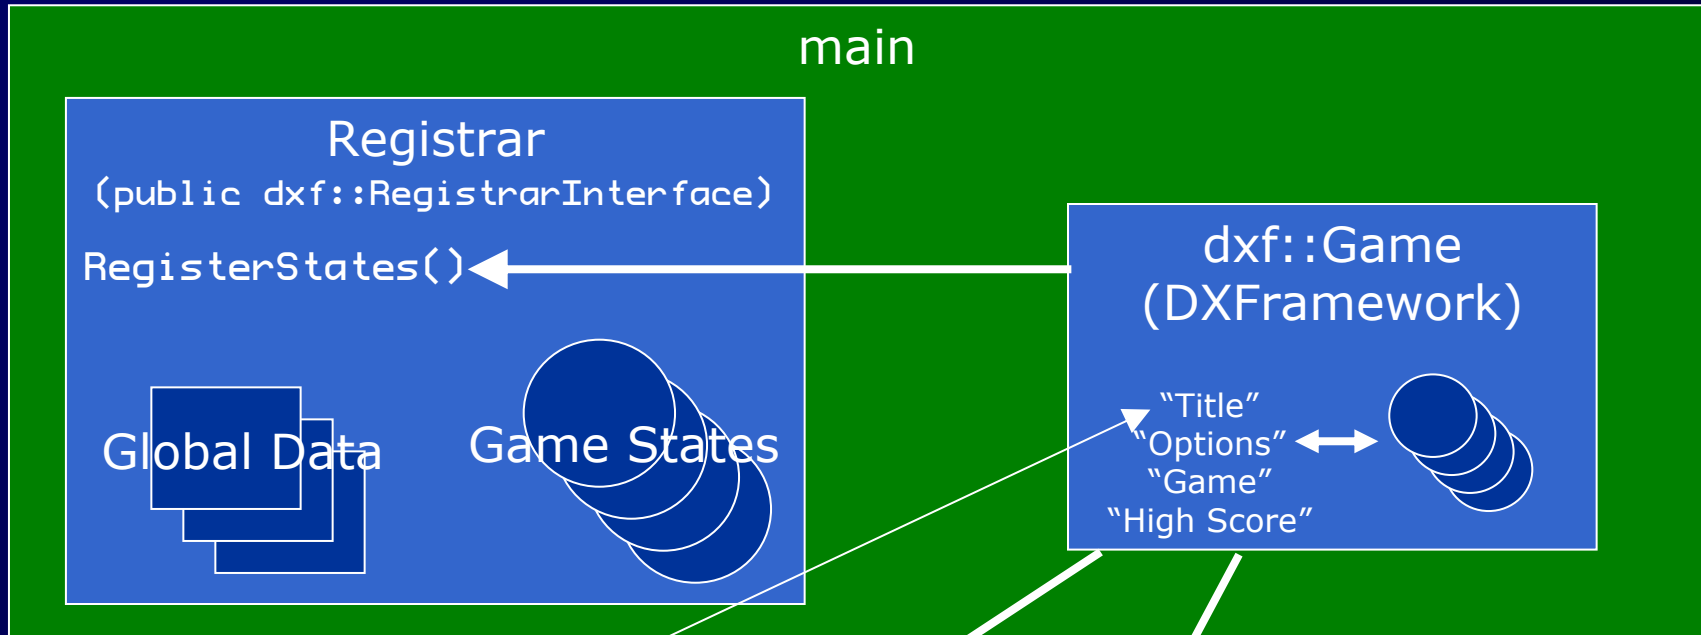 main
Registrar
(public dxf::RegistrarInterface)
RegisterStates()
Global Data
Game States
dxf::Game
(DXFramework)
“Title”
“Options”
“Game”
“High Score”